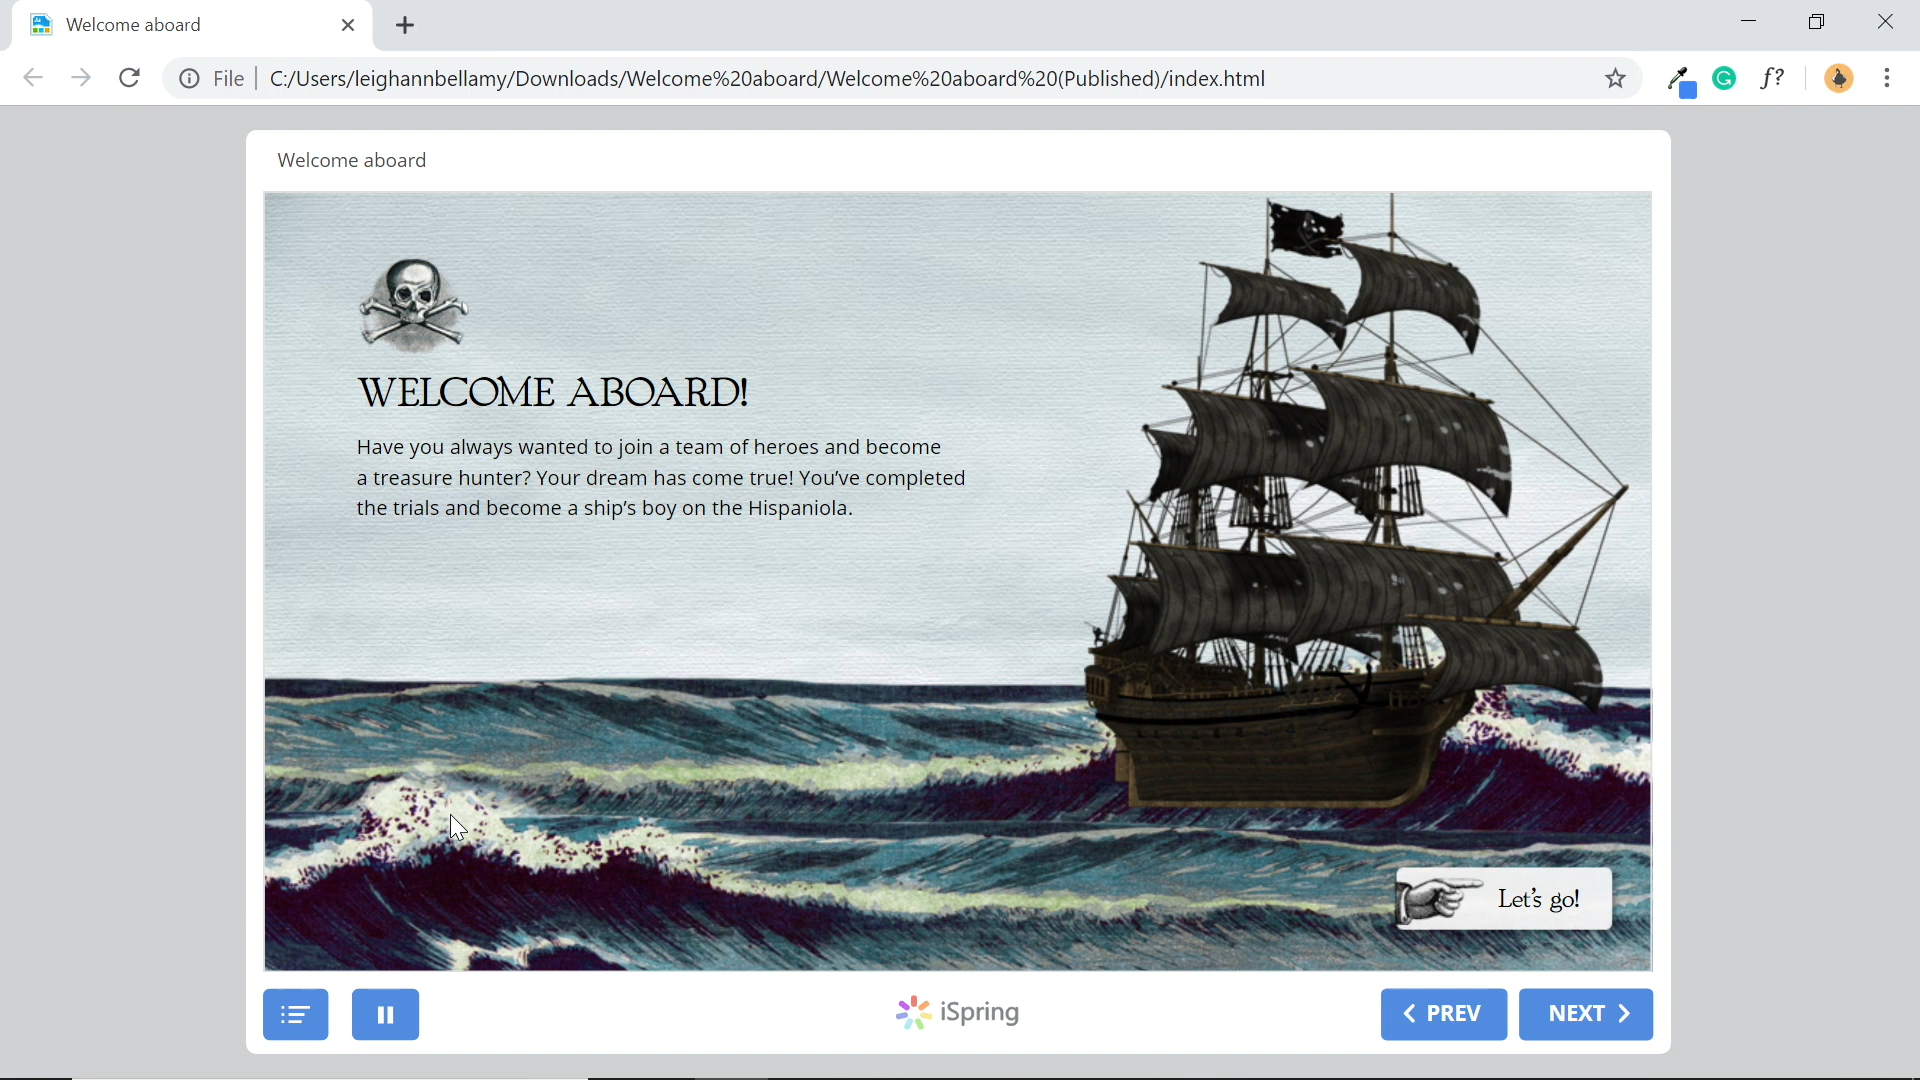 Welcome aboard
File
C:/Users/leighannbellamy/Downloads/Welcome%20aboard/Welcome%20aboard%20(Published)/index.html
f?
Welcome aboard
WELCOME ABOARD!
Have you always wanted to join a team of heroes and become
a treasure hunter? Your dream has come true! You’ve completed
the trials and become a ship’s boy on the Hispaniola.
Let’s go!
iSpring
PREV
NEXT